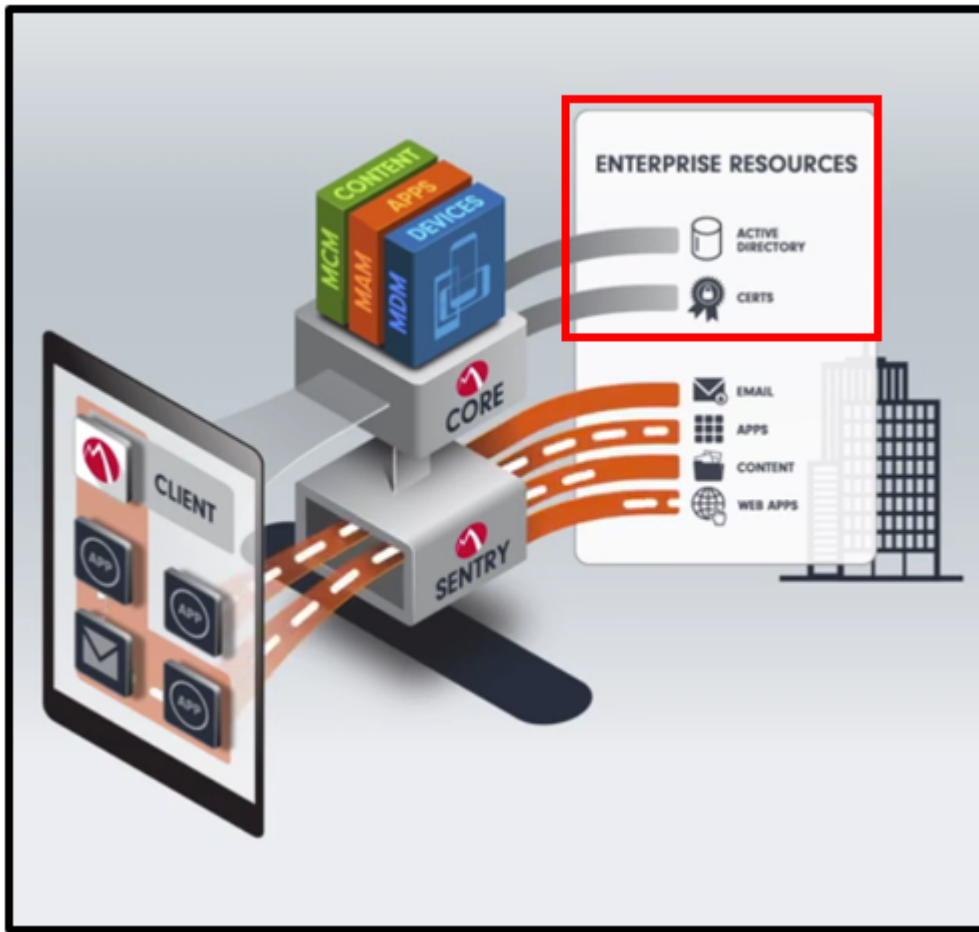 ENTERPRISE RESOURCES
CONTENT
APPS
DEVICES
MCM
MAM
MDM
ACTIVE
DIRECTORY
CERTS
CORE
EMAIL
APPS
CONTENT
WEB APPS
CLIENT
SENTRY
APP
APP
APP